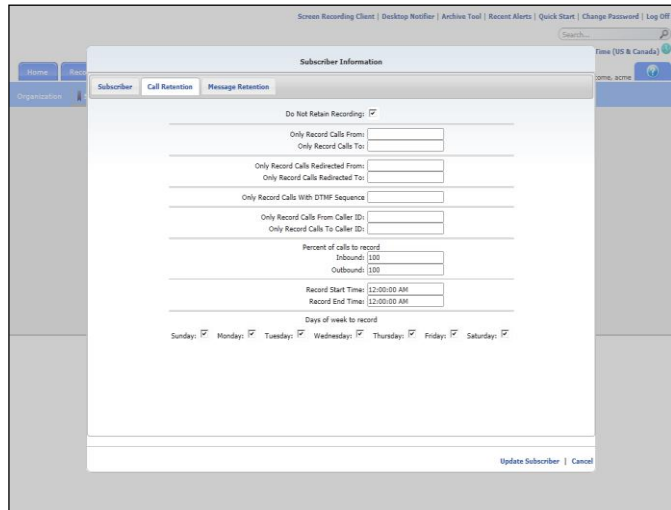 Screen Recording Client | Desktop Notifier | Archive Tool | Recent Alerts | Quick Start | Change Password | Log Off
Search...
Time (US & Canada)
Subscriber Information
Home
come, acme
Subscriber Call Retention Message Retention
Organization
Do Not Retain Recording:
Only Record Calls From:
Only Record Calls To:
Only Record Calls Redirected From:
Only Record Calls Redirected To:
Only Record Calls With DTMF Sequence
Only Record Calls From Caller ID:
Only Record Calls To Caller ID:
Percent of calls to record
Inbound: 100
Outbound: 100
Record Start Time: 12:00:00 AM
Record End Time: 12:00:00 AM
Days of week to record
Sunday: Monday: Tuesday: Wednesday: Thursday: Friday: Saturday:
Update Subscriber | Cancel